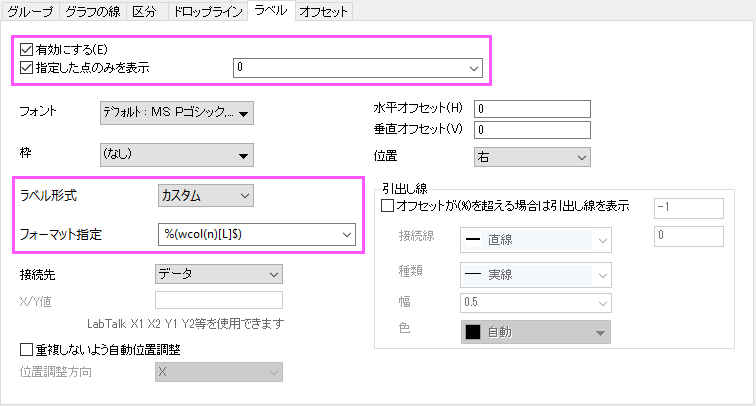 グループ グラフの線 区分 ドロップライン ラベル オフセット
有効にする(E)
指定した点のみを表示 0
フォント デフォルト : MS Pゴシック,...
水平オフセット(H) 0
垂直オフセット(V) 0
枠 (なし)
位置 右
ラベル形式 カスタム
フォーマット指定 %(wcol(n)[L]$)
引出し線
オフセットが(%)を超える場合は引出し線を表示 -1
接続線 直線 0
種類 実線
幅 0.5
色 自動
接続先 データ
X/Y値
LabTalk X1 X2 Y1 Y2等を使用できます
重複しないよう自動位置調整
位置調整方向 X